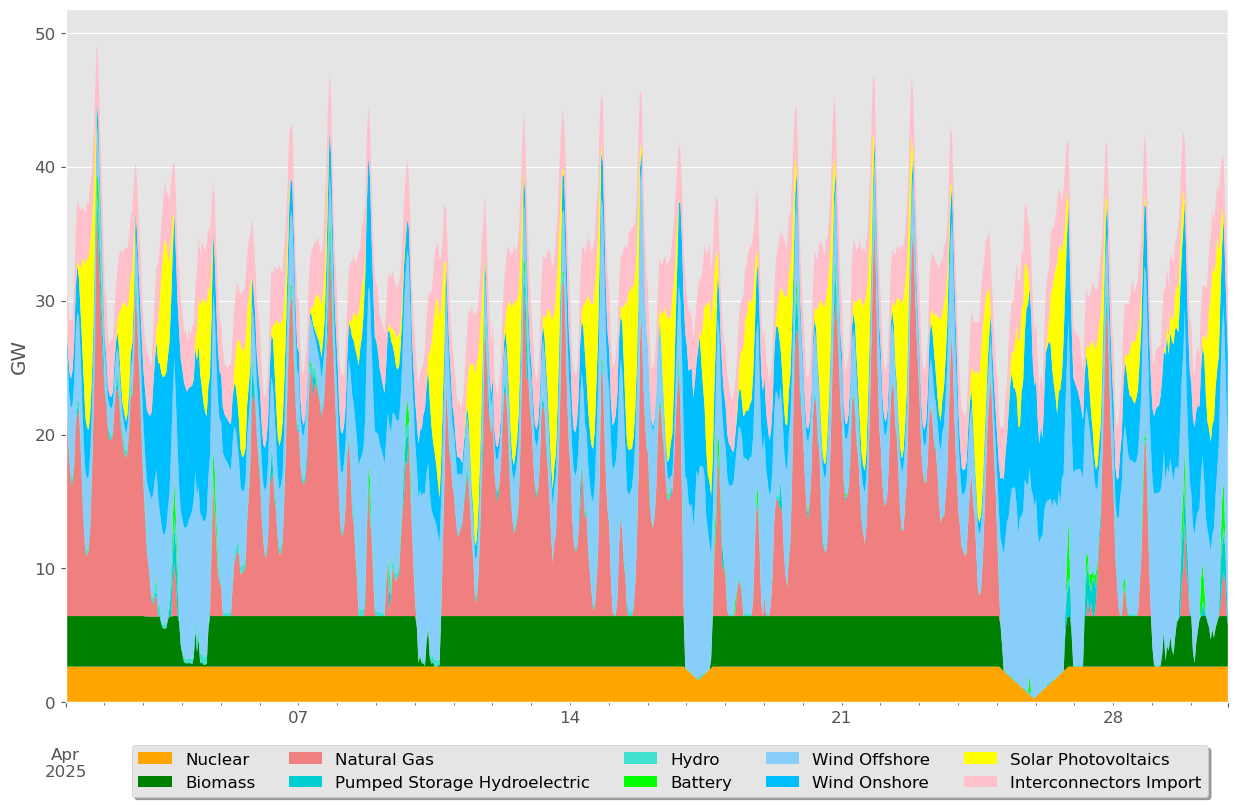 50
40
30
20
10
0
GW
07 14 21 28
Apr
2025
Nuclear Natural Gas Hydro Wind Offshore Solar Photovoltaics
Biomass Pumped Storage Hydroelectric Battery Wind Onshore Interconnectors Import